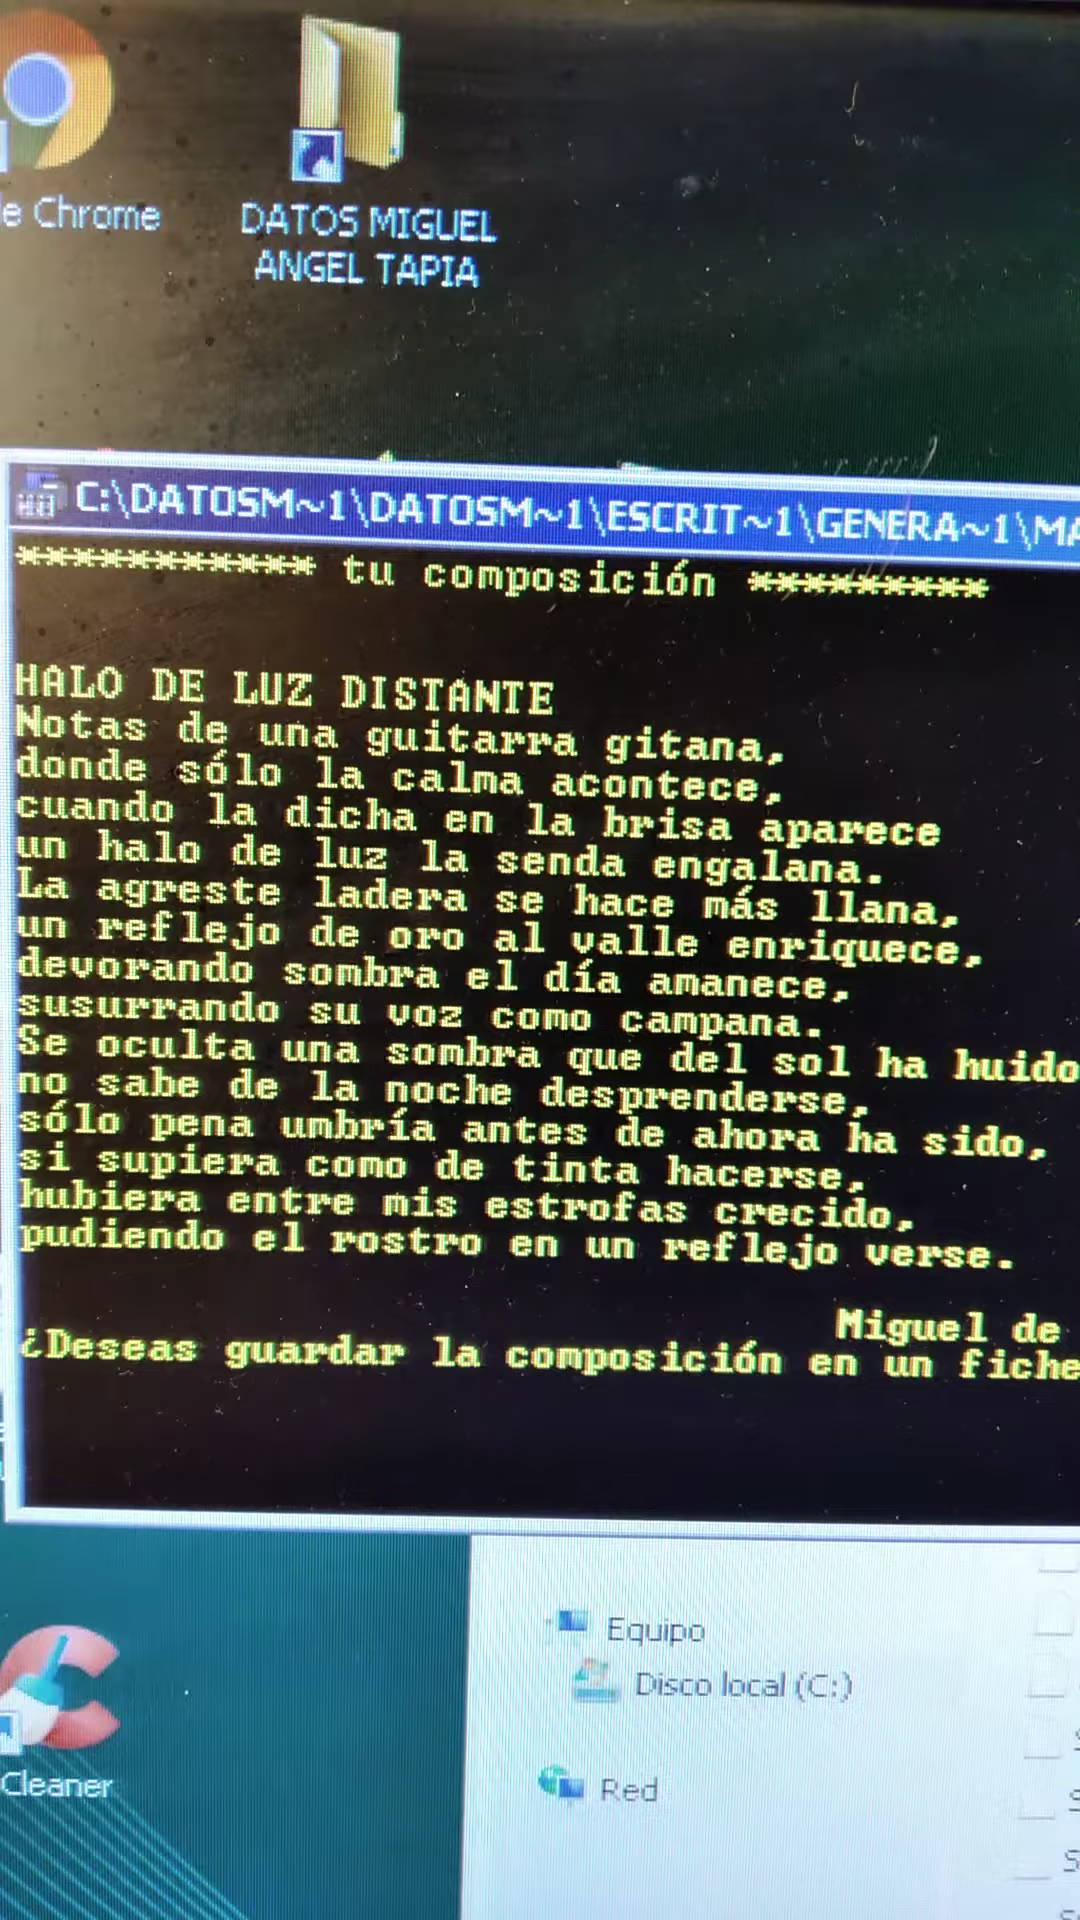 le Chrome
DATOS MIGUEL
ANGEL TAPIA
C:\DATOSM~1\DATOSM~1\ESCRIT~1\GENERA~1\MA
************ tu composición **********
HALO DE LUZ DISTANTE
Notas de una guitarra gitana,
donde sólo la calma acontece,
cuando la dicha en la brisa aparece
un halo de luz la senda engalana.
La agreste ladera se hace más llana,
un reflejo de oro al valle enriquece,
devorando sombra el día amanece,
susurrando su voz como campana.
Se oculta una sombra que del sol ha huido
no sabe de la noche desprenderse,
sólo pena umbría antes de ahora ha sido,
si supiera como de tinta hacerse,
hubiera entre mis estrofas crecido,
pudiendo el rostro en un reflejo verse.
Miguel de
¿Deseas guardar la composición en un fiche
Equipo
Disco local (C:)
Red
Cleaner